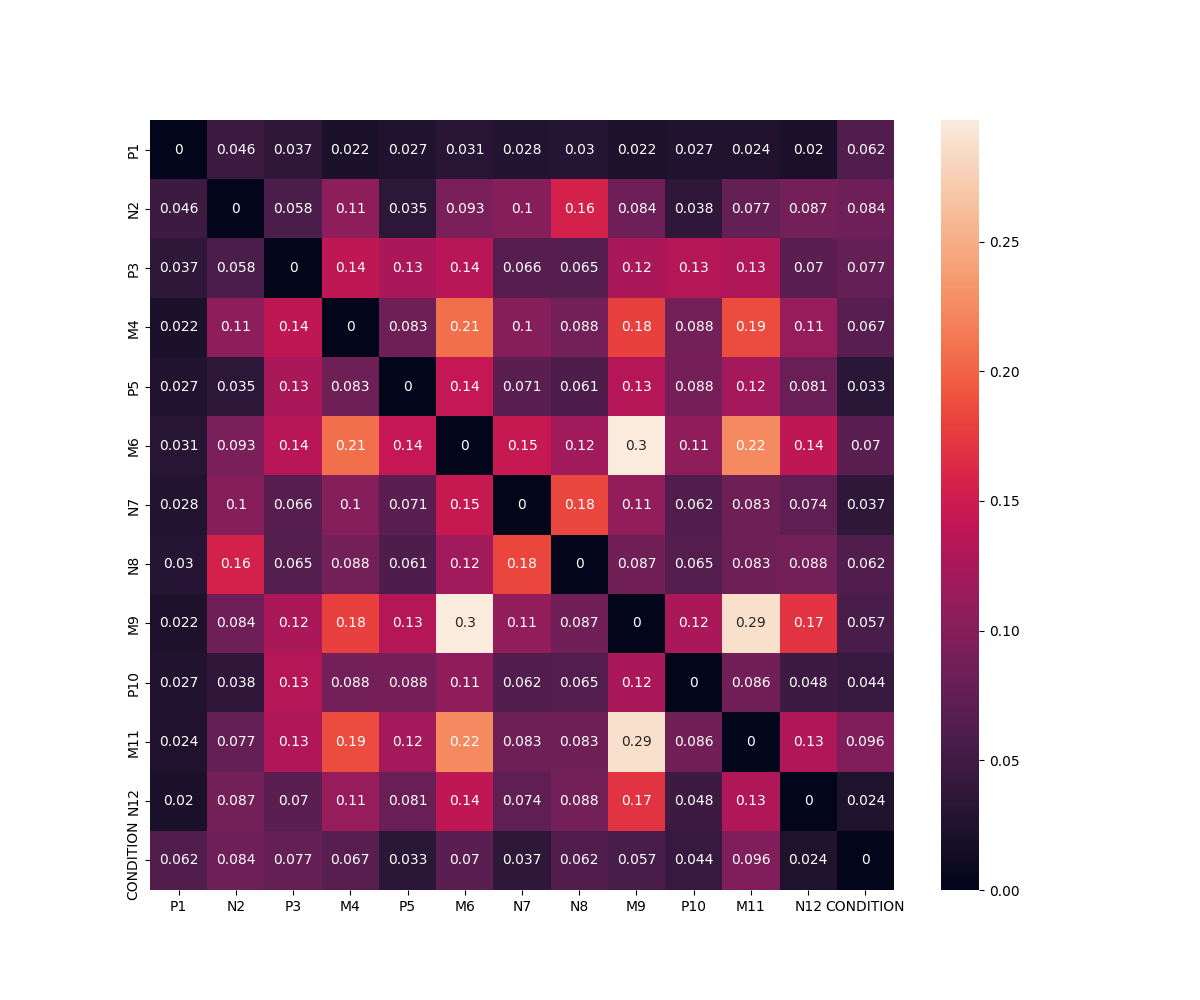 P1 0 0.046 0.037 0.022 0.027 0.031 0.028 0.03 0.022 0.027 0.024 0.02 0.062
N2 0.046 0 0.058 0.11 0.035 0.093 0.1 0.16 0.084 0.038 0.077 0.087 0.084
P3 0.037 0.058 0 0.14 0.13 0.14 0.066 0.065 0.12 0.13 0.13 0.07 0.077
M4 0.022 0.11 0.14 0 0.083 0.21 0.1 0.088 0.18 0.088 0.19 0.11 0.067
P5 0.027 0.035 0.13 0.083 0 0.14 0.071 0.061 0.13 0.088 0.12 0.081 0.033
M6 0.031 0.093 0.14 0.21 0.14 0 0.15 0.12 0.3 0.11 0.22 0.14 0.07
N7 0.028 0.1 0.066 0.1 0.071 0.15 0 0.18 0.11 0.062 0.083 0.074 0.037
N8 0.03 0.16 0.065 0.088 0.061 0.12 0.18 0 0.087 0.065 0.083 0.088 0.062
M9 0.022 0.084 0.12 0.18 0.13 0.3 0.11 0.087 0 0.12 0.29 0.17 0.057
P10 0.027 0.038 0.13 0.088 0.088 0.11 0.062 0.065 0.12 0 0.086 0.048 0.044
M11 0.024 0.077 0.13 0.19 0.12 0.22 0.083 0.083 0.29 0.086 0 0.13 0.096
N12 0.02 0.087 0.07 0.11 0.081 0.14 0.074 0.088 0.17 0.048 0.13 0 0.024
CONDITION 0.062 0.084 0.077 0.067 0.033 0.07 0.037 0.062 0.057 0.044 0.096 0.024 0
P1 N2 P3 M4 P5 M6 N7 N8 M9 P10 M11 N12 CONDITION
0.25
0.20
0.15
0.10
0.05
0.00